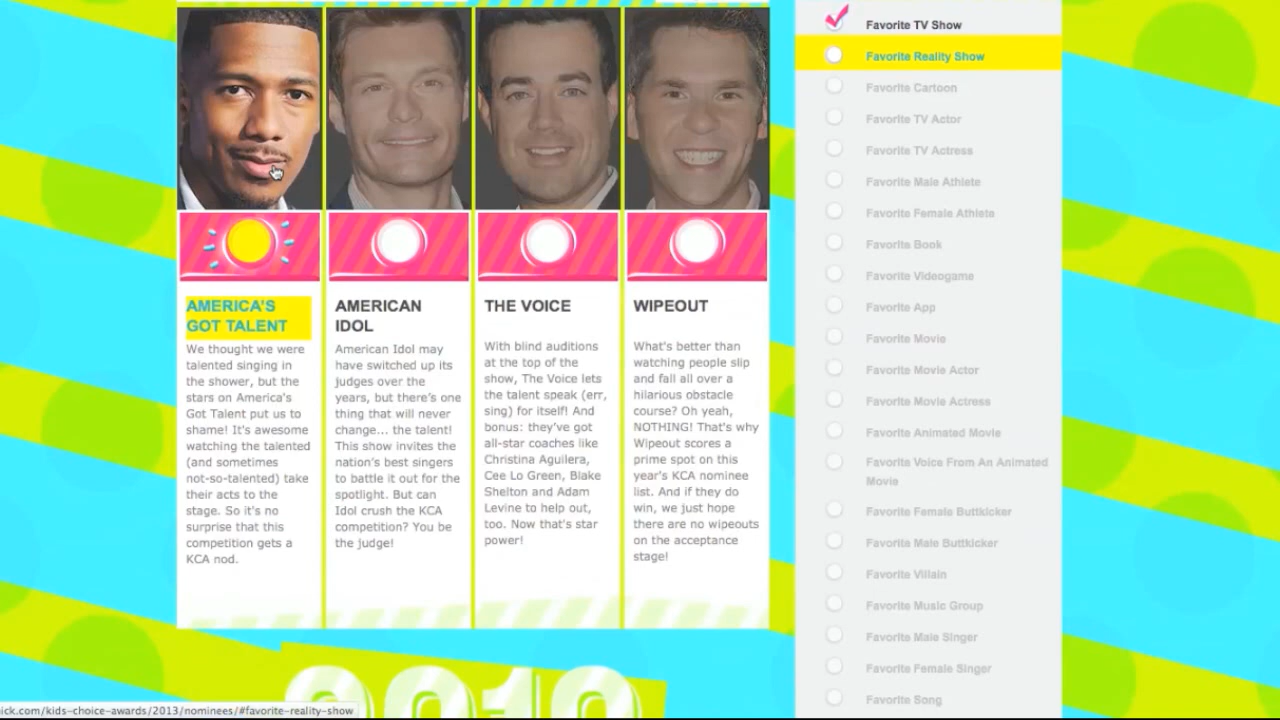 AMERICA'S
GOT TALENT
We thought we were
talented singing in
the shower, but the
stars on America's
Got Talent put us to
shame! It's awesome
watching the talented
(and sometimes
not-so-talented) take
their acts to the
stage. So it's no
surprise that this
competition gets a
KCA nod.
AMERICAN
IDOL
American Idol may
have switched up its
judges over the
years, but there's one
thing that will never
change... the talent!
This show invites the
nation's best singers
to battle it out for the
spotlight. But can
Idol crush the KCA
competition? You be
the judge!
THE VOICE
With blind auditions
at the top of the
show, The Voice lets
the talent speak (err,
sing) for itself! And
bonus: they've got
all-star coaches like
Christina Aguilera,
Cee Lo Green, Blake
Shelton and Adam
Levine to help out,
too. Now that's star
power!
WIPEOUT
What's better than
watching people slip
and fall all over a
hilarious obstacle
course? Oh yeah,
NOTHING! That's why
Wipeout scores a
prime spot on this
year's KCA nominee
list. And if they do
win, we just hope
there are no wipeouts
on the acceptance
stage!
Favorite TV Show
Favorite Reality Show
Favorite Cartoon
Favorite TV Actor
Favorite TV Actress
Favorite Male Athlete
Favorite Female Athlete
Favorite Book
Favorite Videogame
Favorite App
Favorite Movie
Favorite Movie Actor
Favorite Movie Actress
Favorite Animated Movie
Favorite Voice From An Animated
Movie
Favorite Female Buttkicker
Favorite Male Buttkicker
Favorite Villain
Favorite Music Group
Favorite Male Singer
Favorite Female Singer
Favorite Song
ick.com/kids-choice-awards/2013/nominees/#favorite-reality-show